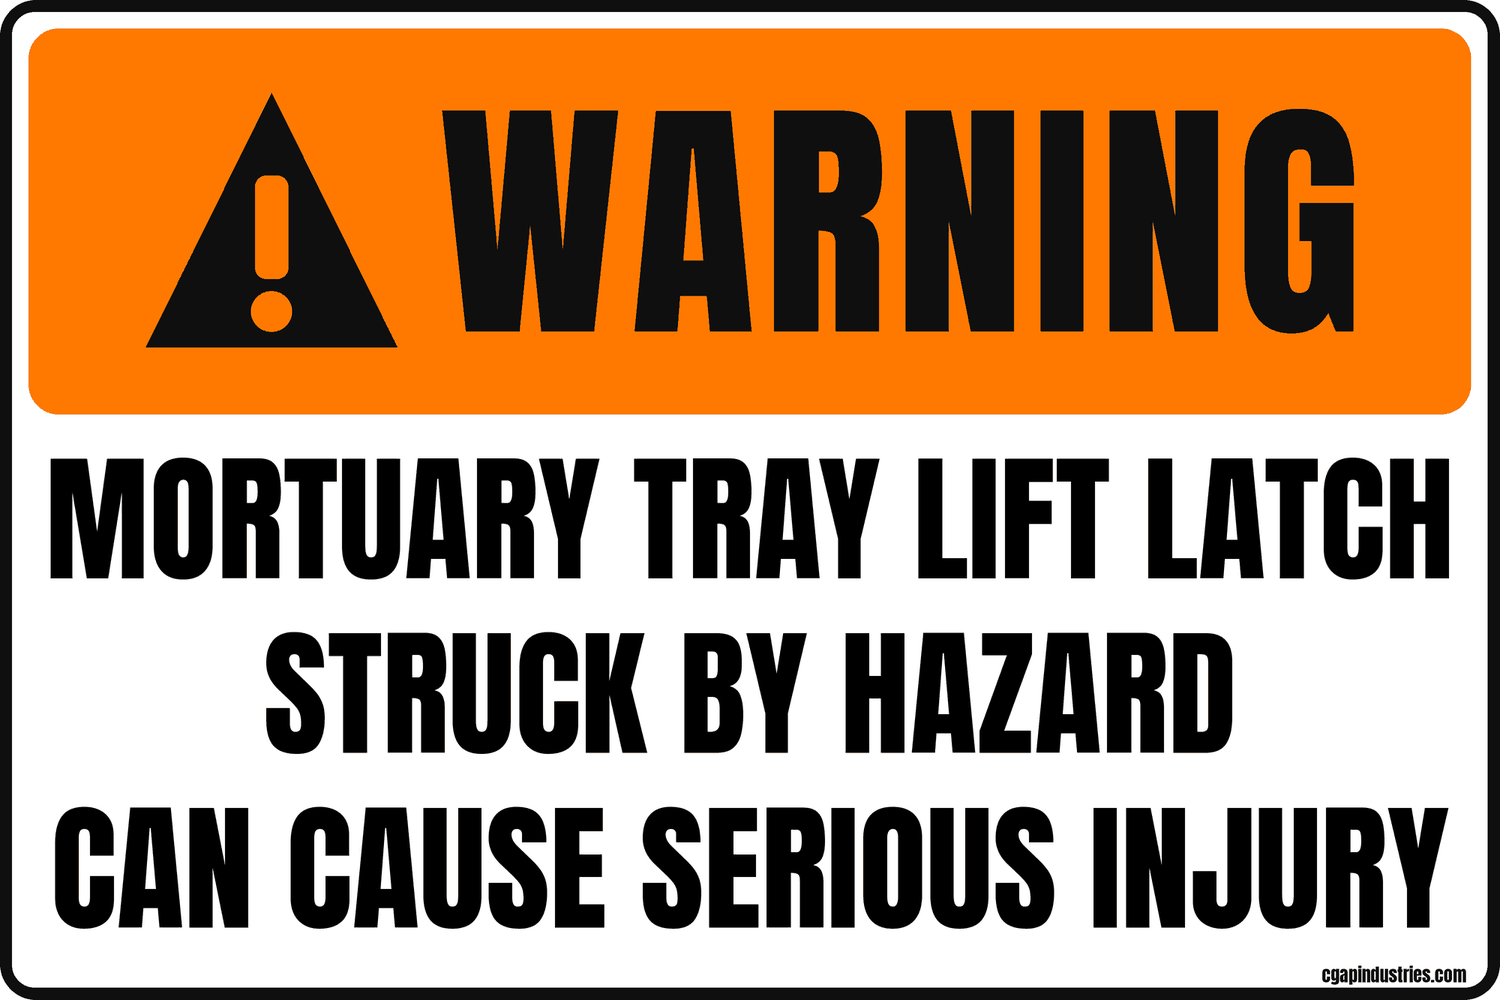 WARNING
MORTUARY TRAY LIFT LATCH
STRUCK BY HAZARD
CAN CAUSE SERIOUS INJURY
cgapindustries.com